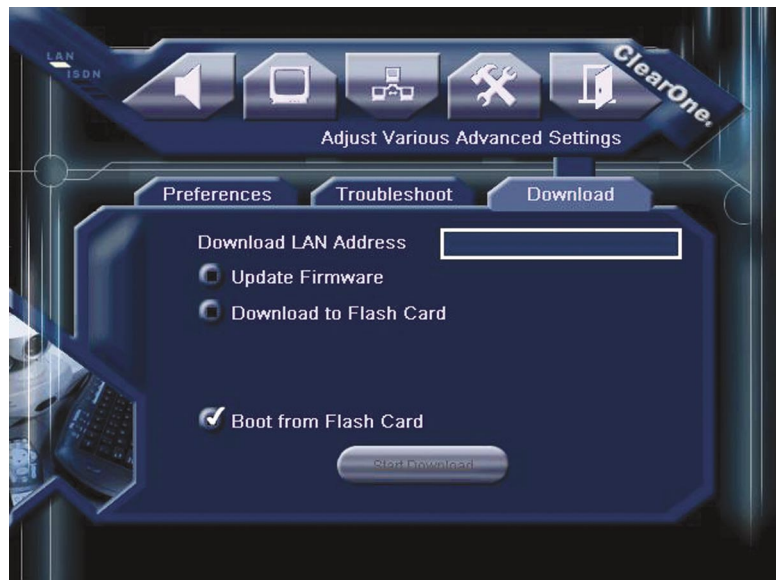 LAN
ISDN
ClearOne.
Adjust Various Advanced Settings
Preferences
Troubleshoot
Download
Download LAN Address
Update Firmware
Download to Flash Card
Boot from Flash Card
Start Download